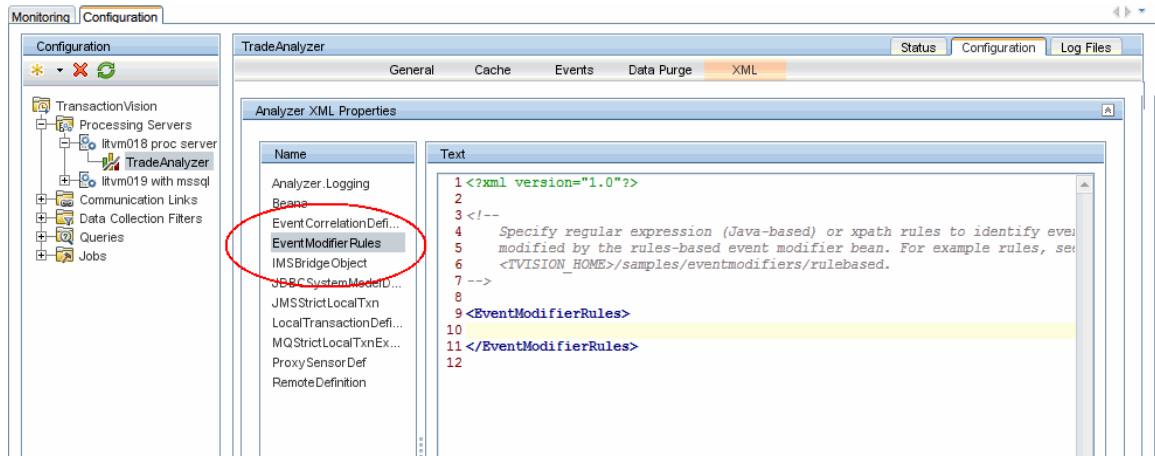 Monitoring Configuration
Configuration
TransactionVision
Processing Servers
litvm018 proc server
TradeAnalyzer
litvm019 with mssql
Communication Links
Data Collection Filters
Queries
Jobs
TradeAnalyzer
Status Configuration Log Files
General Cache Events Data Purge XML
Analyzer XML Properties
Name
Analyzer.Logging
Beans
EventCorrelationDefi...
EventModifierRules
IMSBridgeObject
JDBCSystemModelD...
JMSStrictLocalTxn
LocalTransactionDefi...
MQStrictLocalTxnEx...
ProxySensorDef
RemoteDefinition
Text
1 <?xml version="1.0"?>
2
3 <!--
4 Specify regular expression (Java-based) or xpath rules to identify even
5 modified by the rules-based event modifier bean. For example rules, see
6 <TVISION_HOME>/samples/eventmodifiers/rulebased.
7 -->
8
9 <EventModifierRules>
10
11 </EventModifierRules>
12